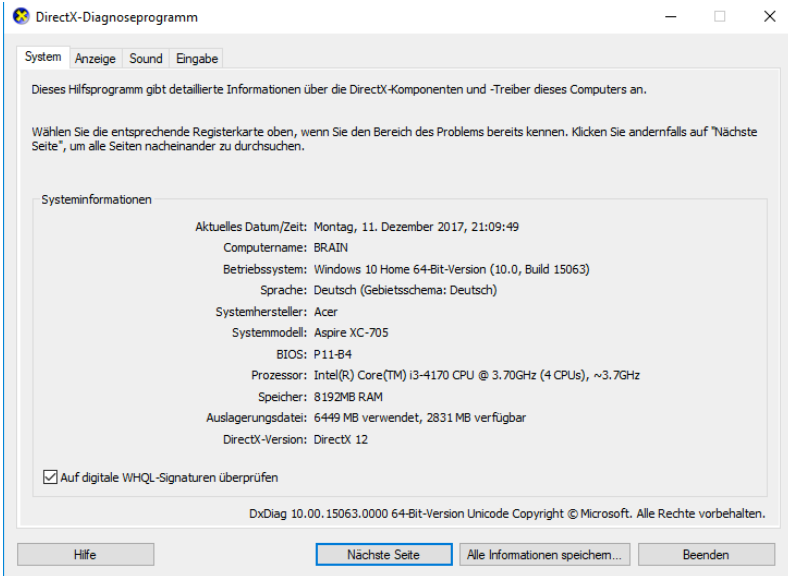 DirectX-Diagnoseprogramm
System Anzeige Sound Eingabe
Dieses Hilfsprogramm gibt detaillierte Informationen über die DirectX-Komponenten und -Treiber dieses Computers an.
Wählen Sie die entsprechende Registerkarte oben, wenn Sie den Bereich des Problems bereits kennen. Klicken Sie andernfalls auf "Nächste
Seite", um alle Seiten nacheinander zu durchsuchen.
Systeminformationen
Aktuelles Datum/Zeit: Montag, 11. Dezember 2017, 21:09:49
Computername: BRAIN
Betriebssystem: Windows 10 Home 64-Bit-Version (10.0, Build 15063)
Sprache: Deutsch (Gebietsschema: Deutsch)
Systemhersteller: Acer
Systemmodell: Aspire XC-705
BIOS: P11-B4
Prozessor: Intel(R) Core(TM) i3-4170 CPU @ 3.70GHz (4 CPUs), ~3.7GHz
Speicher: 8192MB RAM
Auslagerungsdatei: 6449 MB verwendet, 2831 MB verfügbar
DirectX-Version: DirectX 12
Auf digitale WHQL-Signaturen überprüfen
DxDiag 10.00.15063.0000 64-Bit-Version Unicode Copyright © Microsoft. Alle Rechte vorbehalten.
Hilfe Nächste Seite Alle Informationen speichern... Beenden